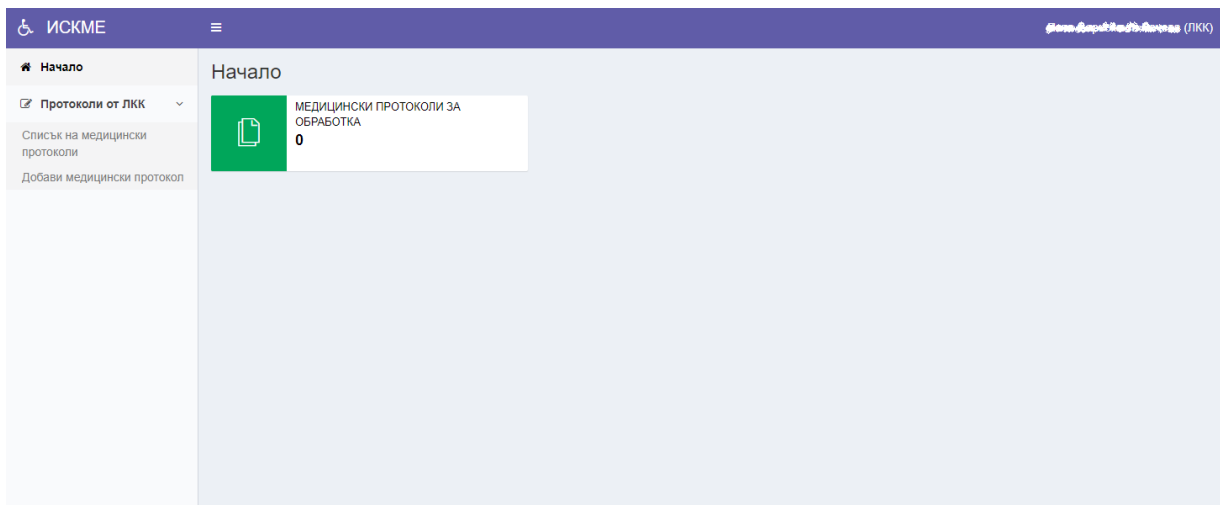 ИСКМЕ
(ЛКК)
Начало
Протоколи от ЛКК
Списък на медицински
протоколи
Добави медицински протокол
Начало
МЕДИЦИНСКИ ПРОТОКОЛИ ЗА
ОБРАБОТКА
0